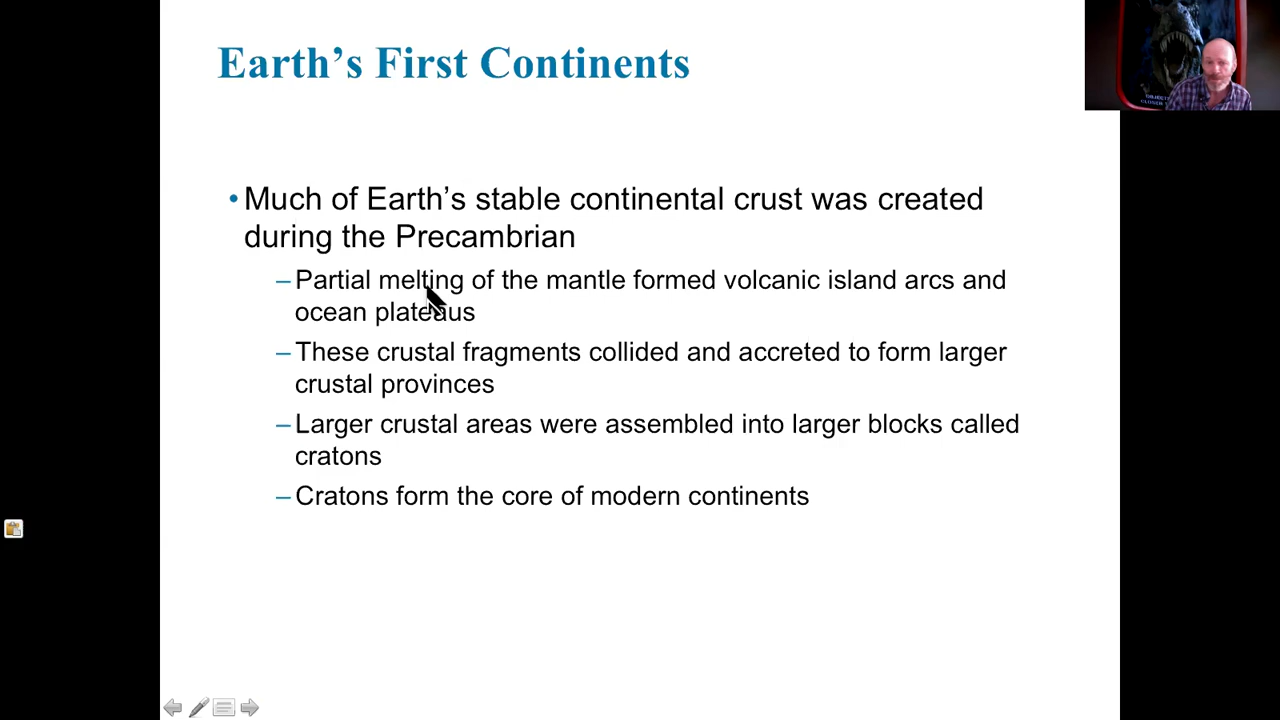 Earth’s First Continents
• Much of Earth’s stable continental crust was created
during the Precambrian
– Partial melting of the mantle formed volcanic island arcs and
ocean plateaus
– These crustal fragments collided and accreted to form larger
crustal provinces
– Larger crustal areas were assembled into larger blocks called
cratons
– Cratons form the core of modern continents